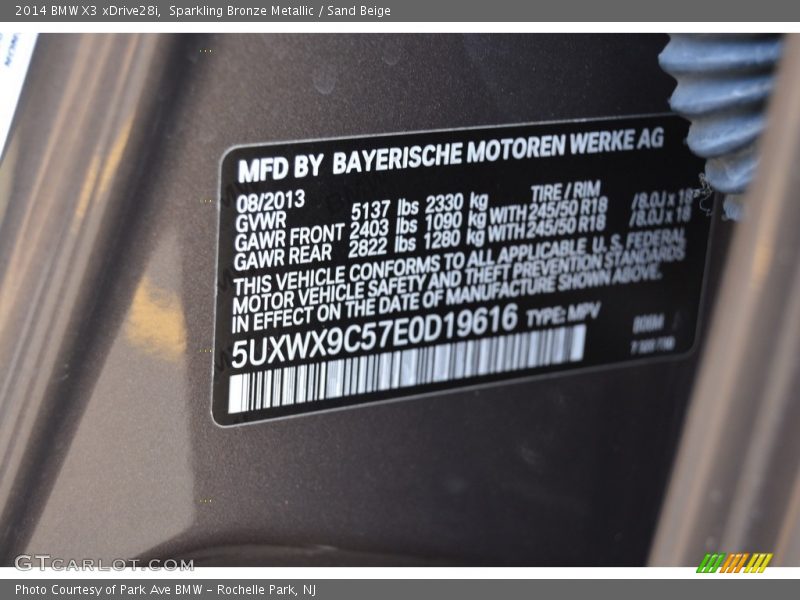 2014 BMW X3 xDrive28i, Sparkling Bronze Metallic / Sand Beige
MFD BY BAYERISCHE MOTOREN WERKE AG
08/2013 TIRE / RIM
GVWR 5137 lbs 2330 kg
GAWR FRONT 2403 lbs 1090 kg WITH 245/50 R18 /8.0J x 18
GAWR REAR 2822 lbs 1280 kg WITH 245/50 R18 /8.0J x 18
THIS VEHICLE CONFORMS TO ALL APPLICABLE U.S. FEDERAL
MOTOR VEHICLE SAFETY AND THEFT PREVENTION STANDARDS
IN EFFECT ON THE DATE OF MANUFACTURE SHOWN ABOVE.
5UXWX9C57E0D19616 TYPE: MPV
GTCARLOT.COM
Photo Courtesy of Park Ave BMW - Rochelle Park, NJ